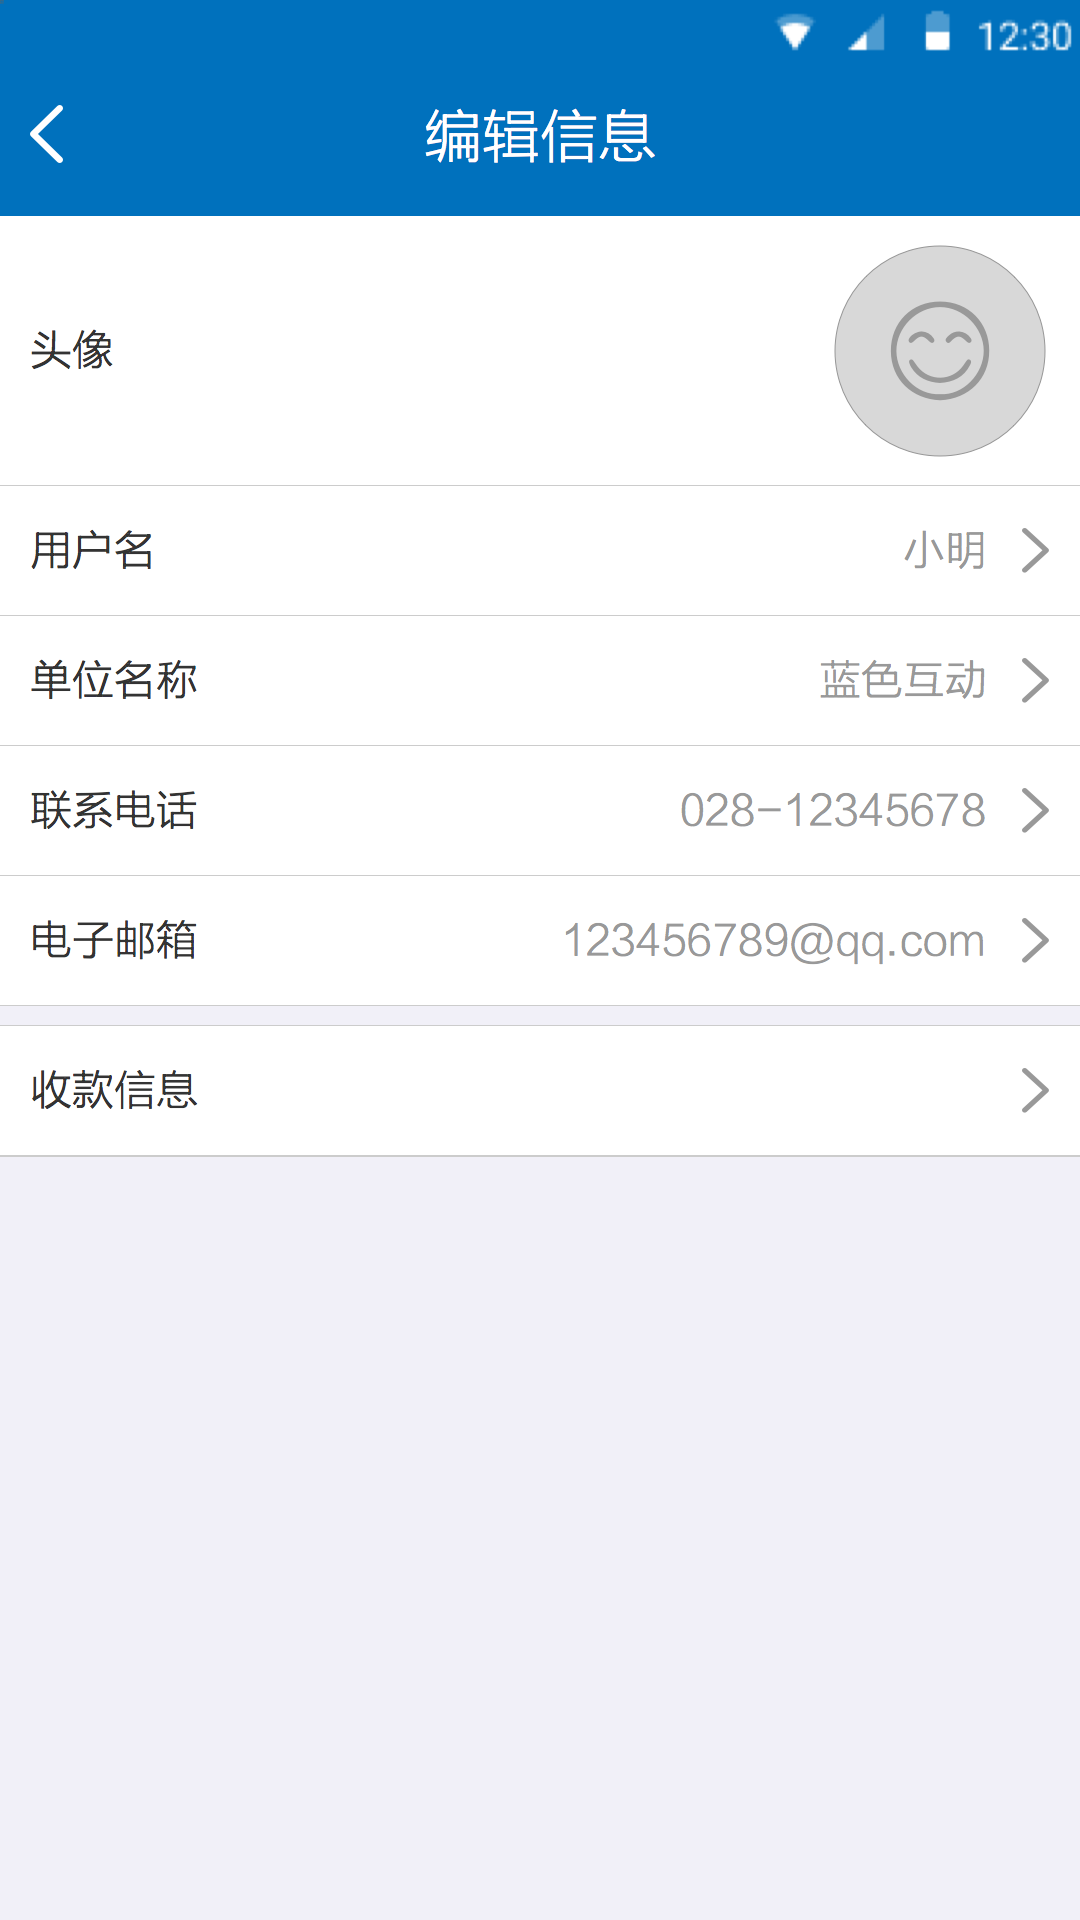 12:30
编辑信息
头像
用户名 小明
单位名称 蓝色互动
联系电话 028-12345678
电子邮箱 123456789@qq.com
收款信息